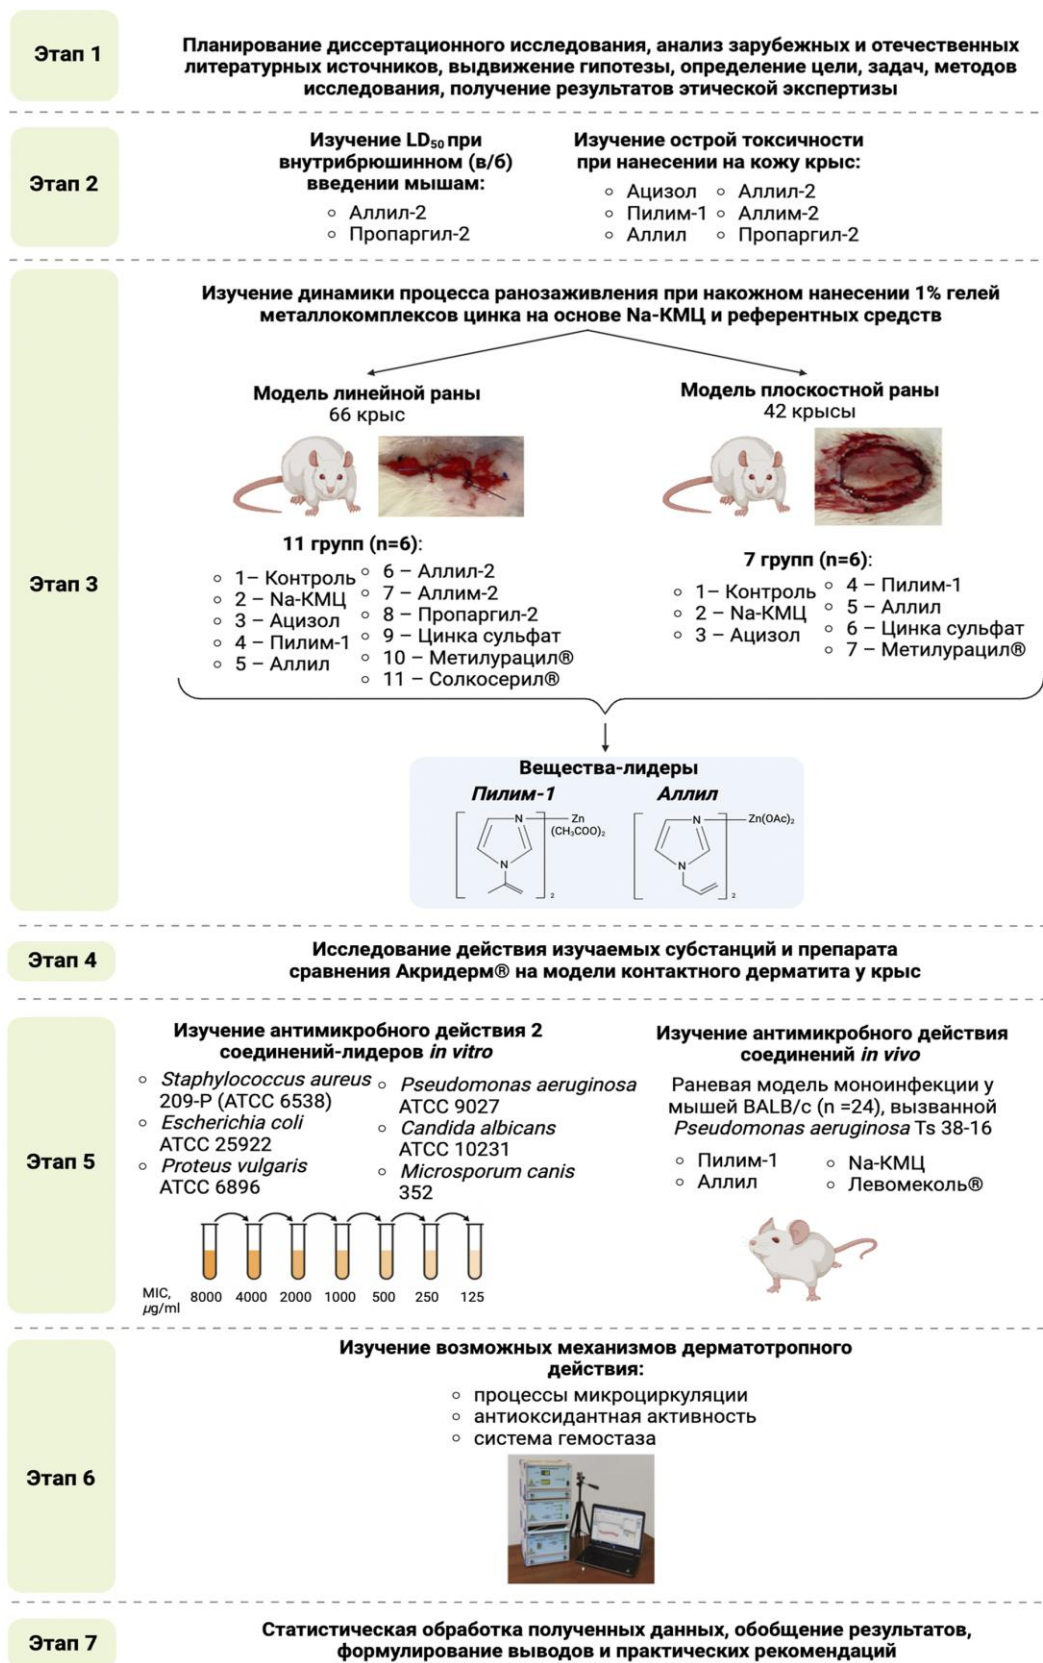 Этап 1
Планирование диссертационного исследования, анализ зарубежных и отечественных
литературных источников, выдвижение гипотезы, определение цели, задач, методов
исследования, получение результатов этической экспертизы
Этап 2
Изучение LD₅₀ при
внутрибрюшинном (в/б)
введении мышам:
Аллил-2
Пропаргил-2
Изучение острой токсичности
при нанесении на кожу крыс:
Ацизол
Пилим-1
Аллил
Аллил-2
Аллим-2
Пропаргил-2
Этап 3
Изучение динамики процесса ранозаживления при накожном нанесении 1% гелей
металлокомплексов цинка на основе Na-КМЦ и референтных средств
Модель линейной раны
66 крыс
11 групп (n=6):
1– Контроль
2 – Na-КМЦ
3 – Ацизол
4 – Пилим-1
5 – Аллил
6 – Аллил-2
7 – Аллим-2
8 – Пропаргил-2
9 – Цинка сульфат
10 – Метилурацил®
11 – Солкосерил®
Модель плоскостной раны
42 крысы
7 групп (n=6):
1– Контроль
2 – Na-КМЦ
3 – Ацизол
4 – Пилим-1
5 – Аллил
6 – Цинка сульфат
7 – Метилурацил®
Вещества-лидеры
Пилим-1
N
Zn
(CH₃COO)₂
N
2
Аллил
N
Zn(OAc)₂
N
2
Этап 4
Исследование действия изучаемых субстанций и препарата
сравнения Акридерм® на модели контактного дерматита у крыс
Этап 5
Изучение антимикробного действия 2
соединений-лидеров in vitro
Staphylococcus aureus
209-P (ATCC 6538)
Escherichia coli
ATCC 25922
Proteus vulgaris
ATCC 6896
Pseudomonas aeruginosa
ATCC 9027
Candida albicans
ATCC 10231
Microsporum canis
352
MIC,
µg/ml
8000 4000 2000 1000 500 250 125
Изучение антимикробного действия
соединений in vivo
Раневая модель моноинфекции у
мышей BALB/c (n =24), вызванной
Pseudomonas aeruginosa Ts 38-16
Пилим-1
Аллил
Na-КМЦ
Левомеколь®
Этап 6
Изучение возможных механизмов дерматотропного
действия:
процессы микроциркуляции
антиоксидантная активность
система гемостаза
Этап 7
Статистическая обработка полученных данных, обобщение результатов,
формулирование выводов и практических рекомендаций